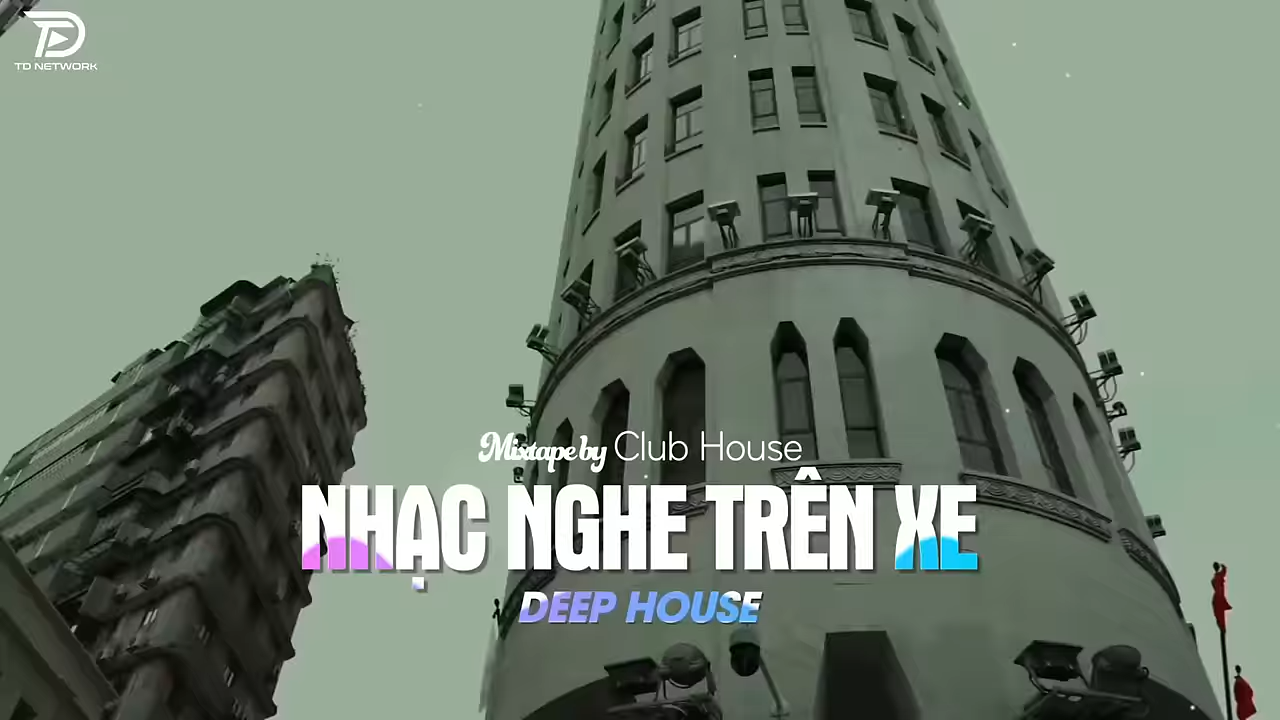 TD NETWORK
Mixtape by Club House
NHẠC NGHE TRÊN XE
DEEP HOUSE